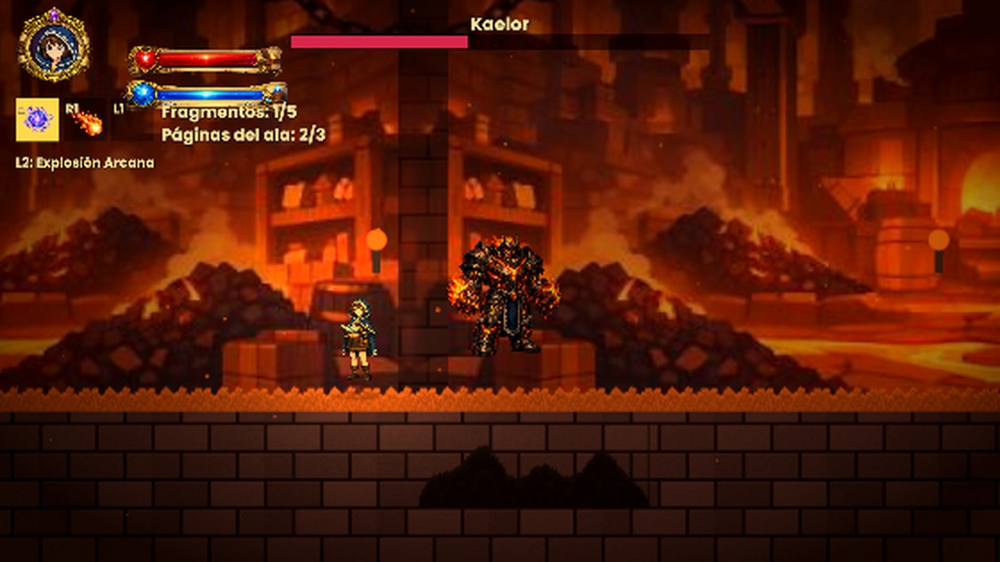 Kaelor
R1
L1
Fragmentos: 1/5
Páginas del ala: 2/3
L2: Explosión Arcana